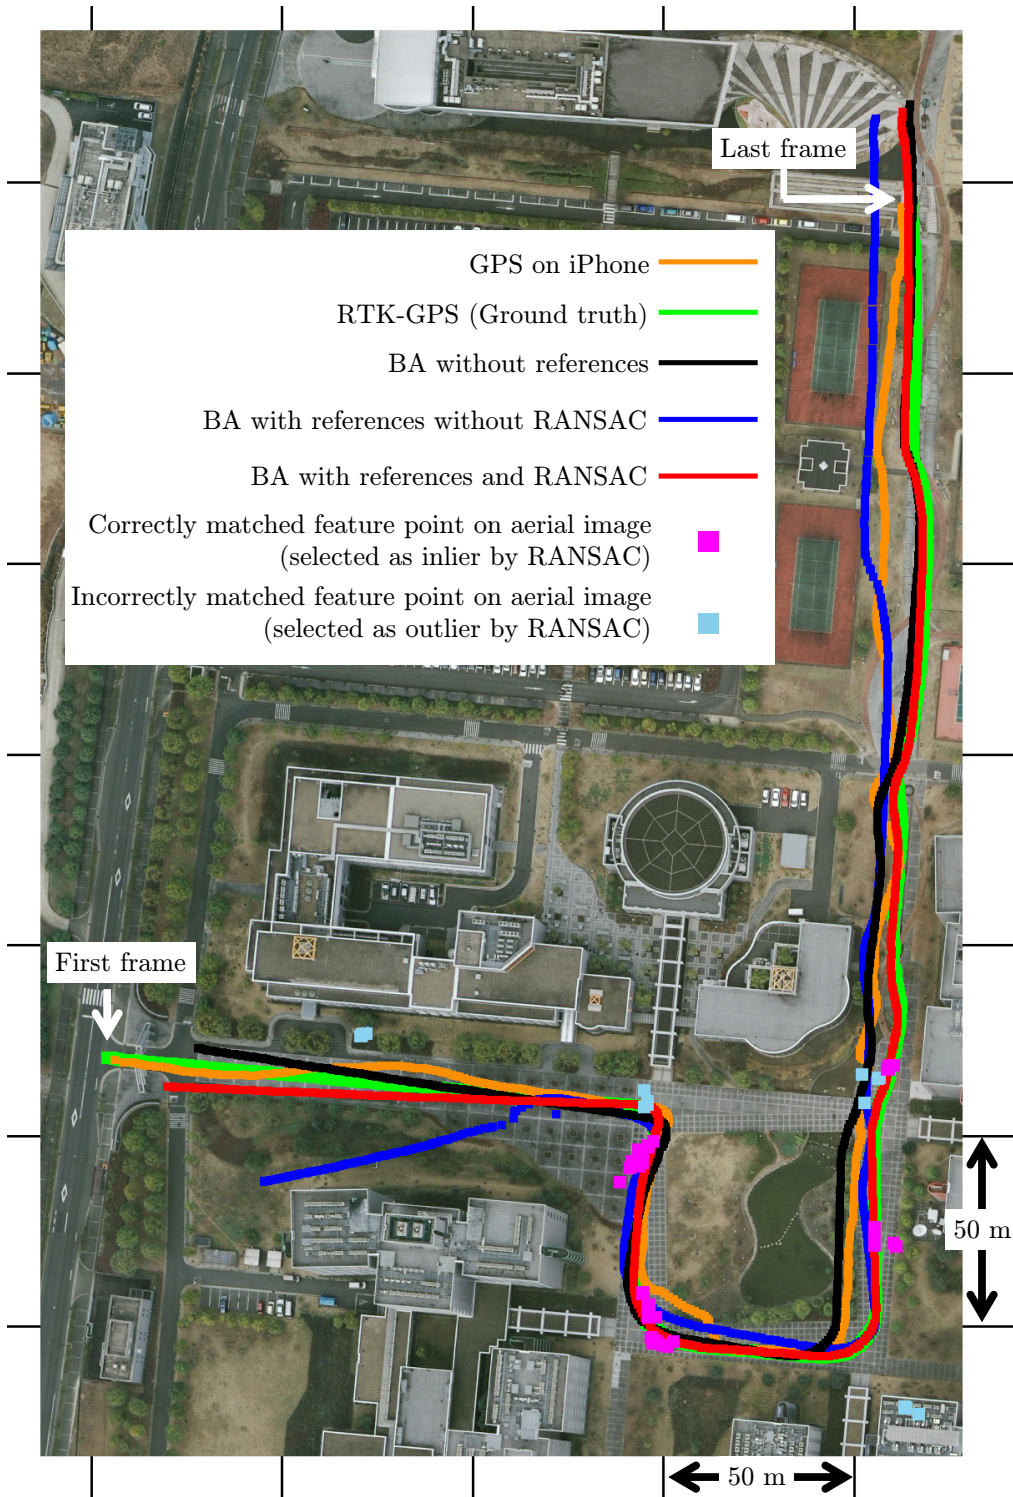 Last frame
GPS on iPhone
RTK-GPS (Ground truth)
BA without references
BA with references without RANSAC
BA with references and RANSAC
Correctly matched feature point on aerial image
(selected as inlier by RANSAC)
Incorrectly matched feature point on aerial image
(selected as outlier by RANSAC)
First frame
50 m
50 m